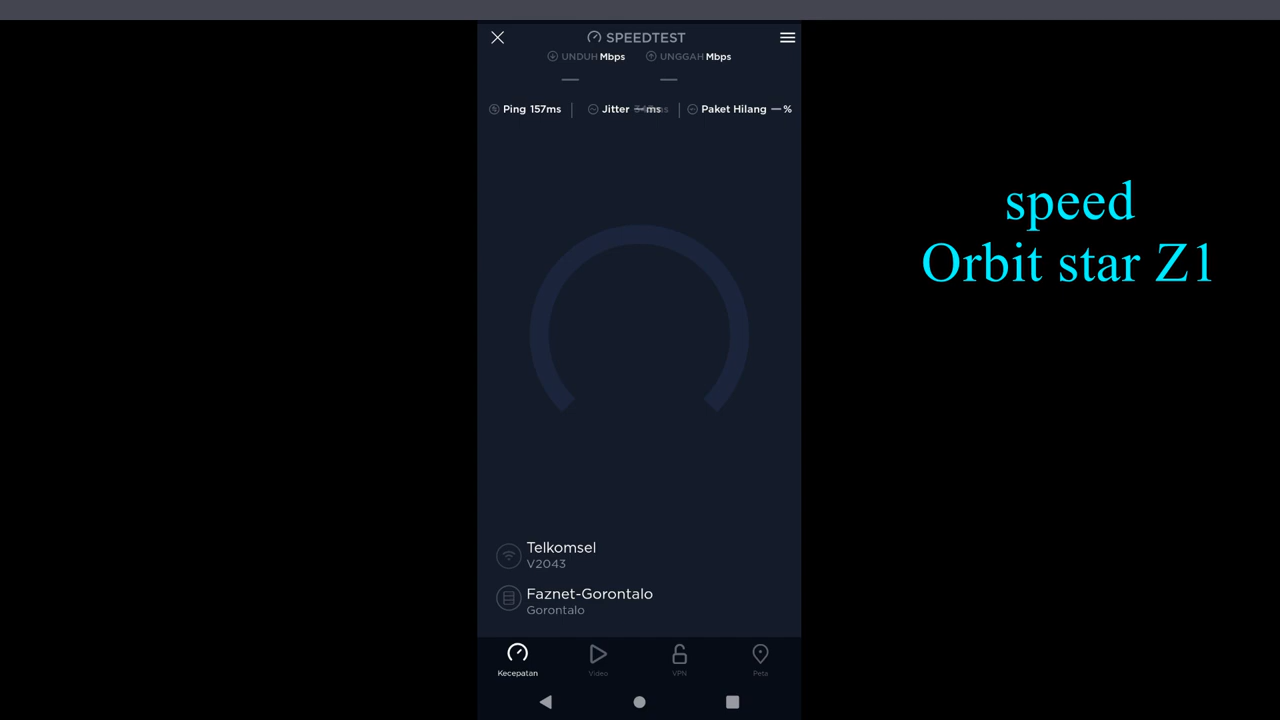 SPEEDTEST
UNDUH Mbps UNGGAH Mbps
— —
Ping 157ms Jitter —ms Paket Hilang —%
speed
Orbit star Z1
Telkomsel
V2043
Faznet-Gorontalo
Gorontalo
Kecepatan Video VPN Peta